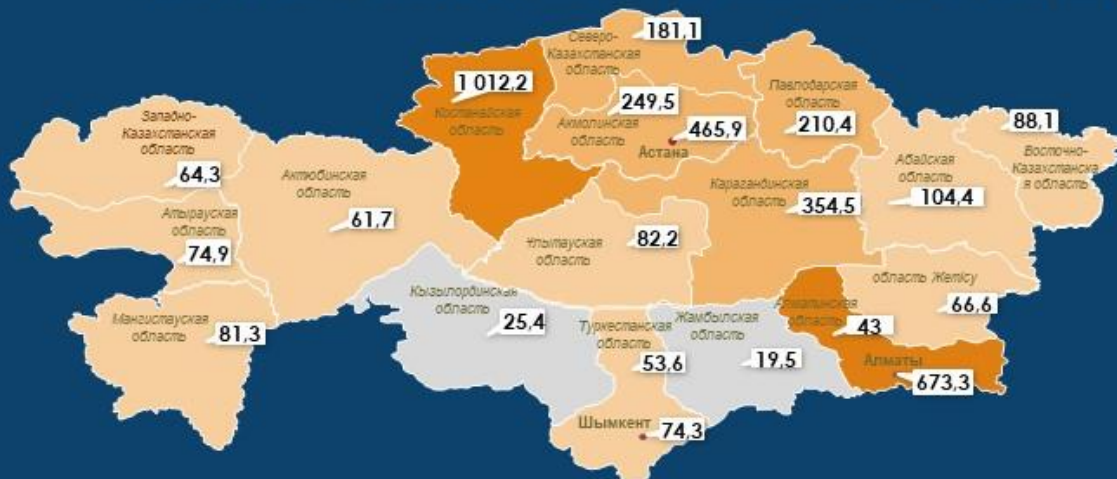 Северо-
Казахстанская
область
181,1
1 012,2
Костанайская
область
249,5
Акмолинская
область
465,9
Астана
Павлодарская
область
210,4
88,1
Восточно-
Казахстанска
я область
Западно-
Казахстанская
область
64,3
Актюбинская
область
61,7
Атырауская
область
74,9
Мангистауская
область
81,3
Карагандинская
область
354,5
Абайская
область
104,4
Ұлытауская
область
82,2
область Жетісу
66,6
Кызылординская
область
25,4
Туркестанская
область
53,6
Жамбылская
область
19,5
Алматинская
область
43
Алматы
673,3
Шымкент
74,3